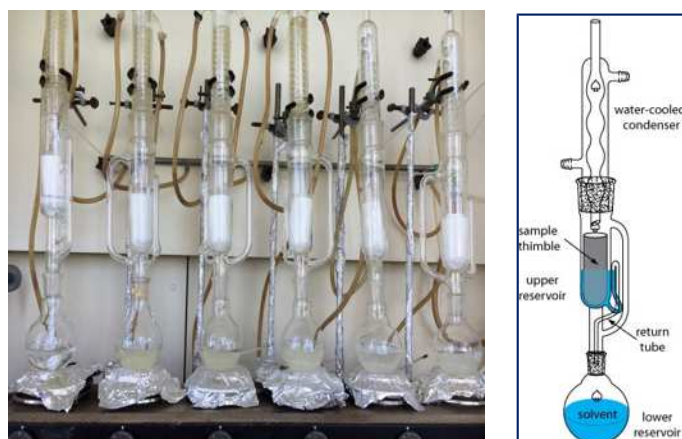 water-cooled
condenser
sample
thimble
upper
reservoir
return
tube
solvent
lower
reservoir